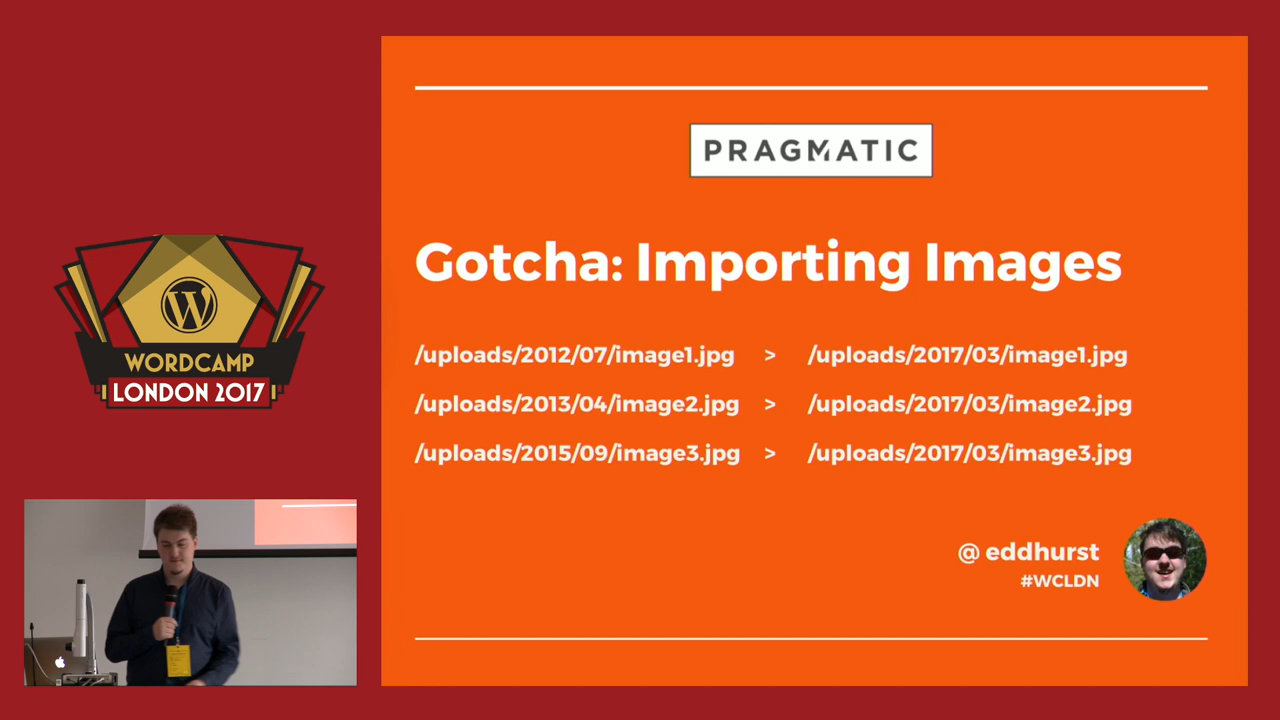 PRAGMATIC
Gotcha: Importing Images
/uploads/2012/07/image1.jpg > /uploads/2017/03/image1.jpg
/uploads/2013/04/image2.jpg > /uploads/2017/03/image2.jpg
/uploads/2015/09/image3.jpg > /uploads/2017/03/image3.jpg
@ eddhurst
#WCLDN
W
WORDCAMP
LONDON 2017